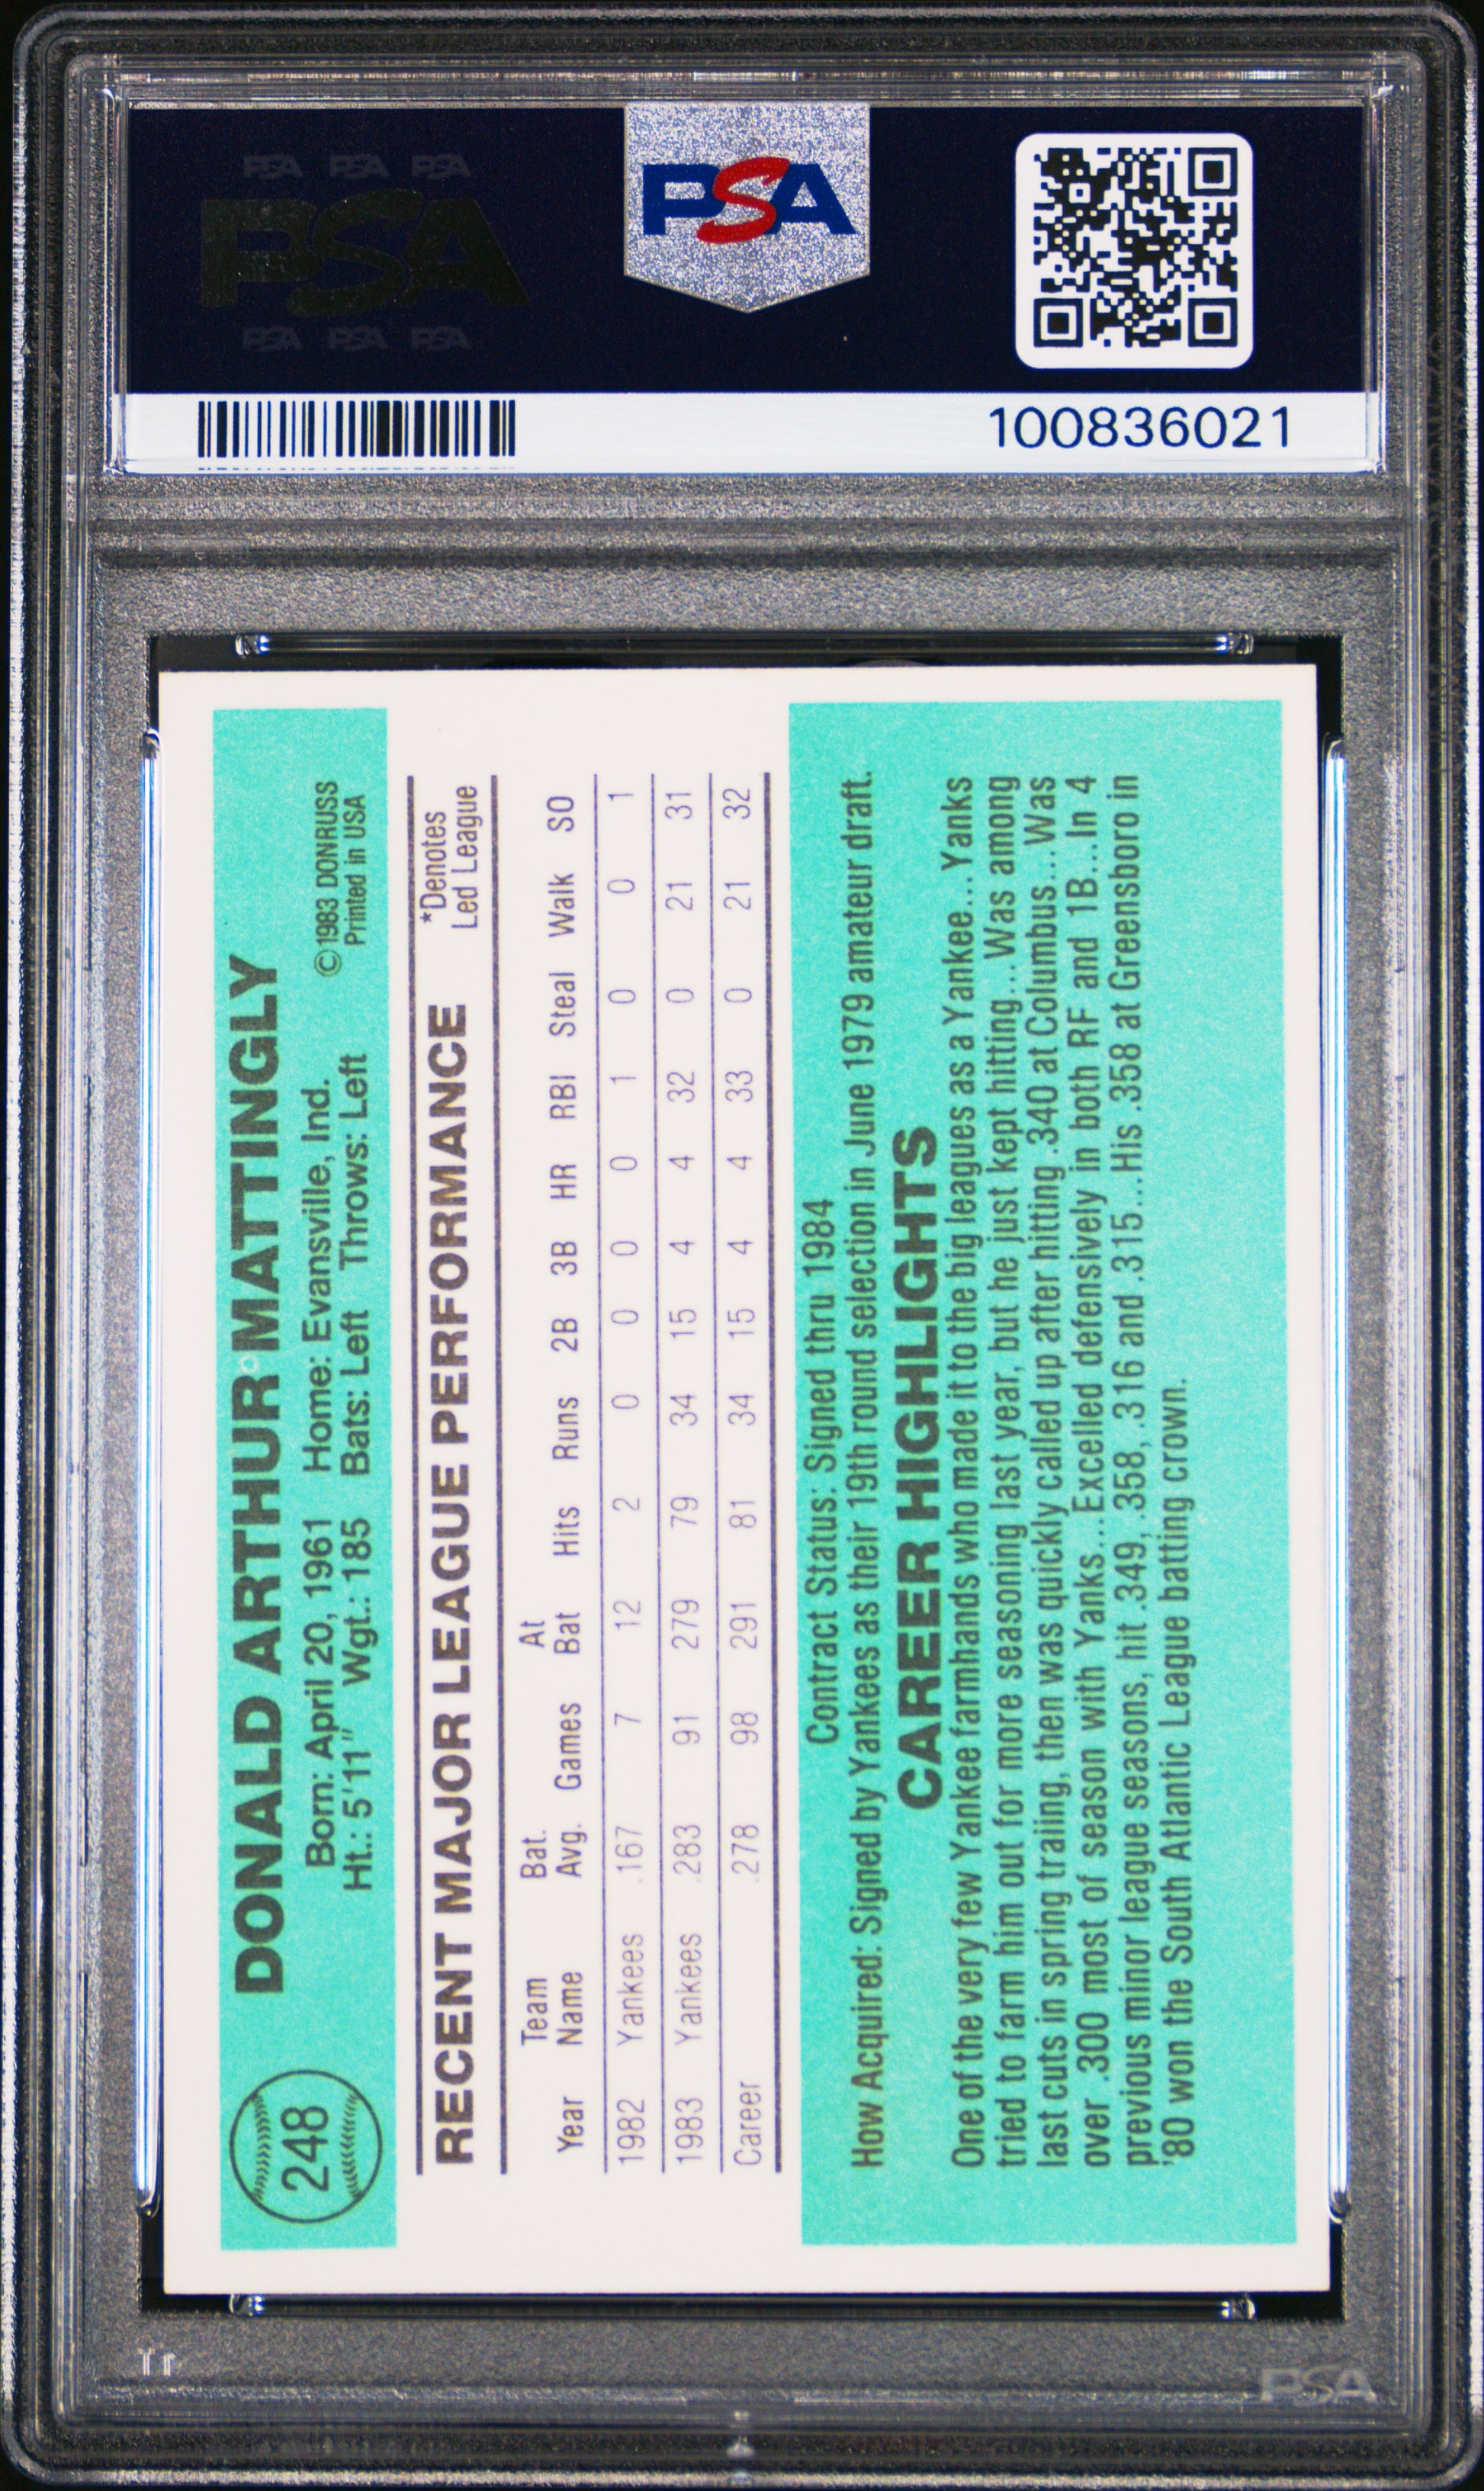 PSA PSA PSA
PSA
PSA PSA PSA
PSA
100836021
248
DONALD ARTHUR MATTINGLY
Born: April 20, 1961 Home: Evansville, Ind.
Ht.: 5'11" Wgt.: 185 Bats: Left Throws: Left
©1983 DONRUSS
Printed in USA
RECENT MAJOR LEAGUE PERFORMANCE
*Denotes
Led League
Team Bat. At
Year Name Avg. Games Bat Hits Runs 2B 3B HR RBI Steal Walk SO
1982 Yankees .167 7 12 2 0 0 0 0 1 0 0 1
1983 Yankees .283 91 279 79 34 15 4 4 32 0 21 31
Career .278 98 291 81 34 15 4 4 33 0 21 32
Contract Status: Signed thru 1984
How Acquired: Signed by Yankees as their 19th round selection in June 1979 amateur draft.
CAREER HIGHLIGHTS
One of the very few Yankee farmhands who made it to the big leagues as a Yankee...Yanks
tried to farm him out for more seasoning last year, but he just kept hitting...Was among
last cuts in spring trailing, then was quickly called up after hitting .340 at Columbus...Was
over .300 most of season with Yanks...Excelled defensively in both RF and 1B...In 4
previous minor league seasons, hit .349, .358, .316 and .315...His .358 at Greensboro in
'80 won the South Atlantic League batting crown.
PSA